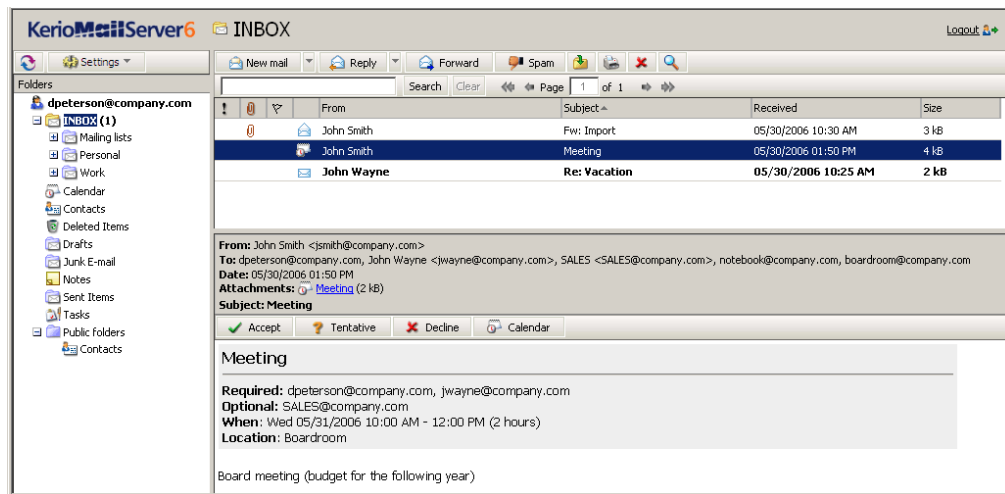 KerioMailServer6 INBOX Logout
Settings New mail Reply Forward Spam
Folders Search Clear Page 1 of 1
dpeterson@company.com
INBOX (1)
Mailing lists
Personal
Work
Calendar
Contacts
Deleted Items
Drafts
Junk E-mail
Notes
Sent Items
Tasks
Public folders
Contacts
! From Subject Received Size
John Smith Fw: Import 05/30/2006 10:30 AM 3 kB
John Smith Meeting 05/30/2006 01:50 PM 4 kB
John Wayne Re: Vacation 05/30/2006 10:25 AM 2 kB
From: John Smith <jsmith@company.com>
To: dpeterson@company.com, John Wayne <jwayne@company.com>, SALES <SALES@company.com>, notebook@company.com, boardroom@company.com
Date: 05/30/2006 01:50 PM
Attachments: Meeting (2 kB)
Subject: Meeting
Accept Tentative Decline Calendar
Meeting
Required: dpeterson@company.com, jwayne@company.com
Optional: SALES@company.com
When: Wed 05/31/2006 10:00 AM - 12:00 PM (2 hours)
Location: Boardroom
Board meeting (budget for the following year)